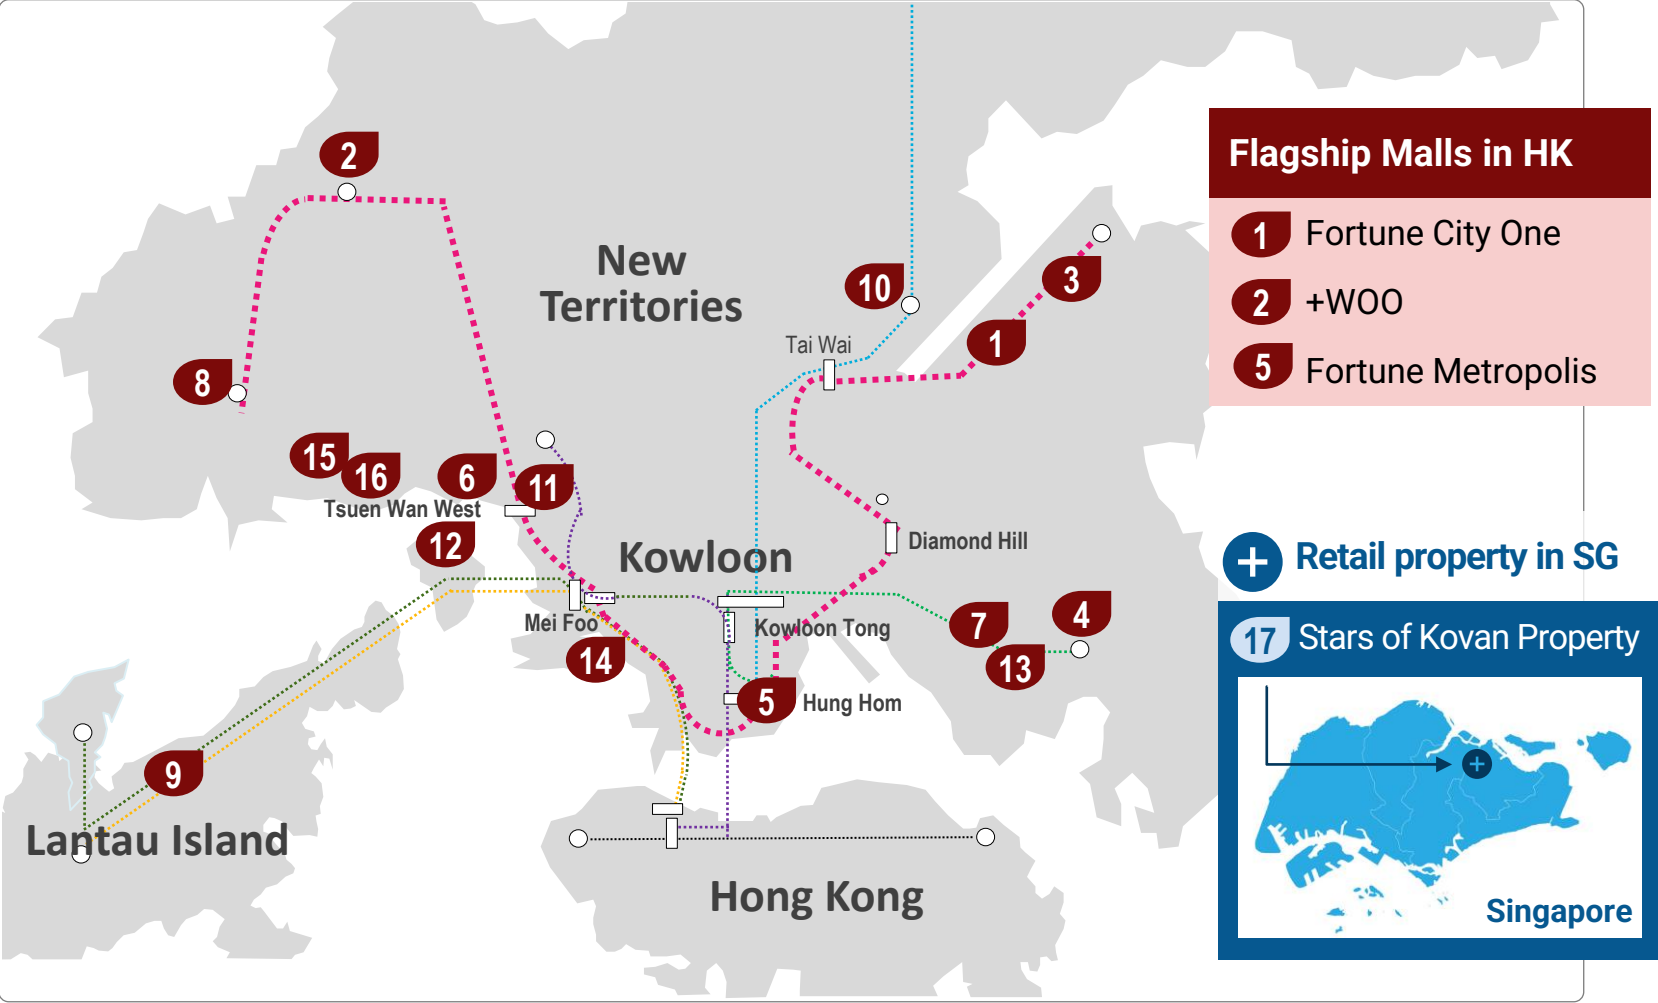 2
New
Territories
10
3
Tai Wai
1
8
15
16
6
11
Tsuen Wan West
12
Kowloon
Diamond Hill
Mei Foo
Kowloon Tong
7
4
14
13
5
Hung Hom
9
Lantau Island
Hong Kong
Flagship Malls in HK
1 Fortune City One
2 +WOO
5 Fortune Metropolis
+ Retail property in SG
17 Stars of Kovan Property
+
Singapore